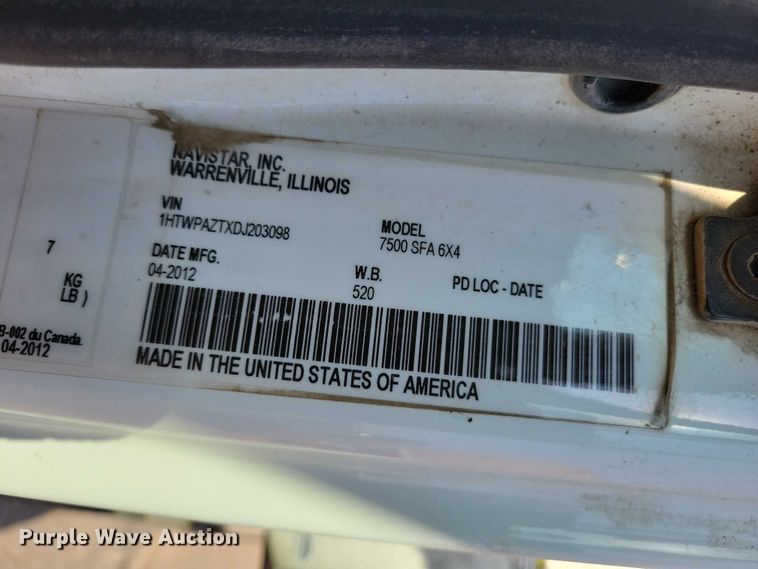 NAVISTAR, INC.
WARRENVILLE, ILLINOIS
VIN
1HTWPAZTXDJ203098
MODEL
7500 SFA 6X4
DATE MFG.
04-2012
W.B.
520
PD LOC - DATE
MADE IN THE UNITED STATES OF AMERICA
7
KG
LB )
B-002 du Canada.
04-2012
Purple Wave Auction